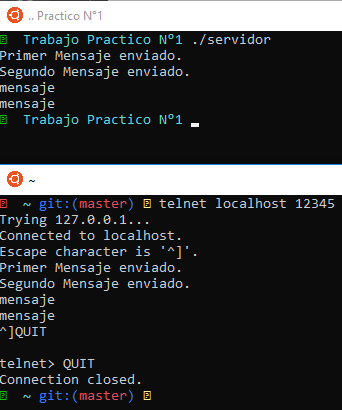 .. Practico N°1
Trabajo Practico N°1 ./servidor
Primer Mensaje enviado.
Segundo Mensaje enviado.
mensaje
mensaje
Trabajo Practico N°1
~
~ git:(master) telnet localhost 12345
Trying 127.0.0.1...
Connected to localhost.
Escape character is '^]'.
Primer Mensaje enviado.
Segundo Mensaje enviado.
mensaje
mensaje
^]QUIT
telnet> QUIT
Connection closed.
~ git:(master)